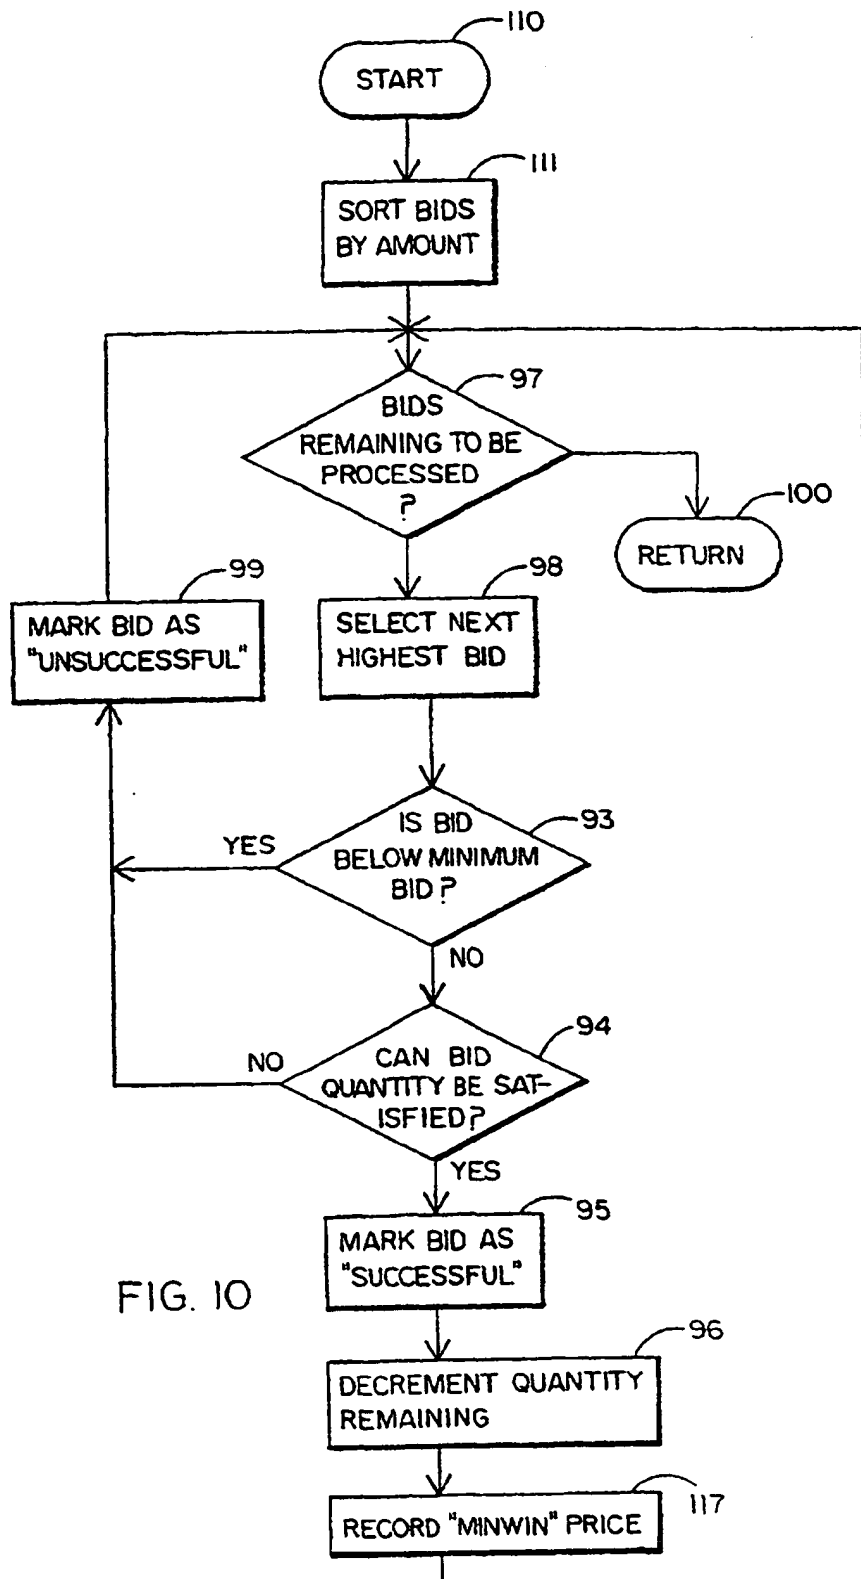 110
START
111
SORT BIDS
BY AMOUNT
97
BIDS
REMAINING TO BE
PROCESSED
?
100
RETURN
99
MARK BID AS
"UNSUCCESSFUL"
98
SELECT NEXT
HIGHEST BID
93
IS BID
BELOW MINIMUM
BID?
YES
NO
94
CAN BID
QUANTITY BE SAT-
ISFIED?
NO
YES
95
MARK BID AS
"SUCCESSFUL"
FIG. 10
96
DECREMENT QUANTITY
REMAINING
117
RECORD "MINWIN" PRICE